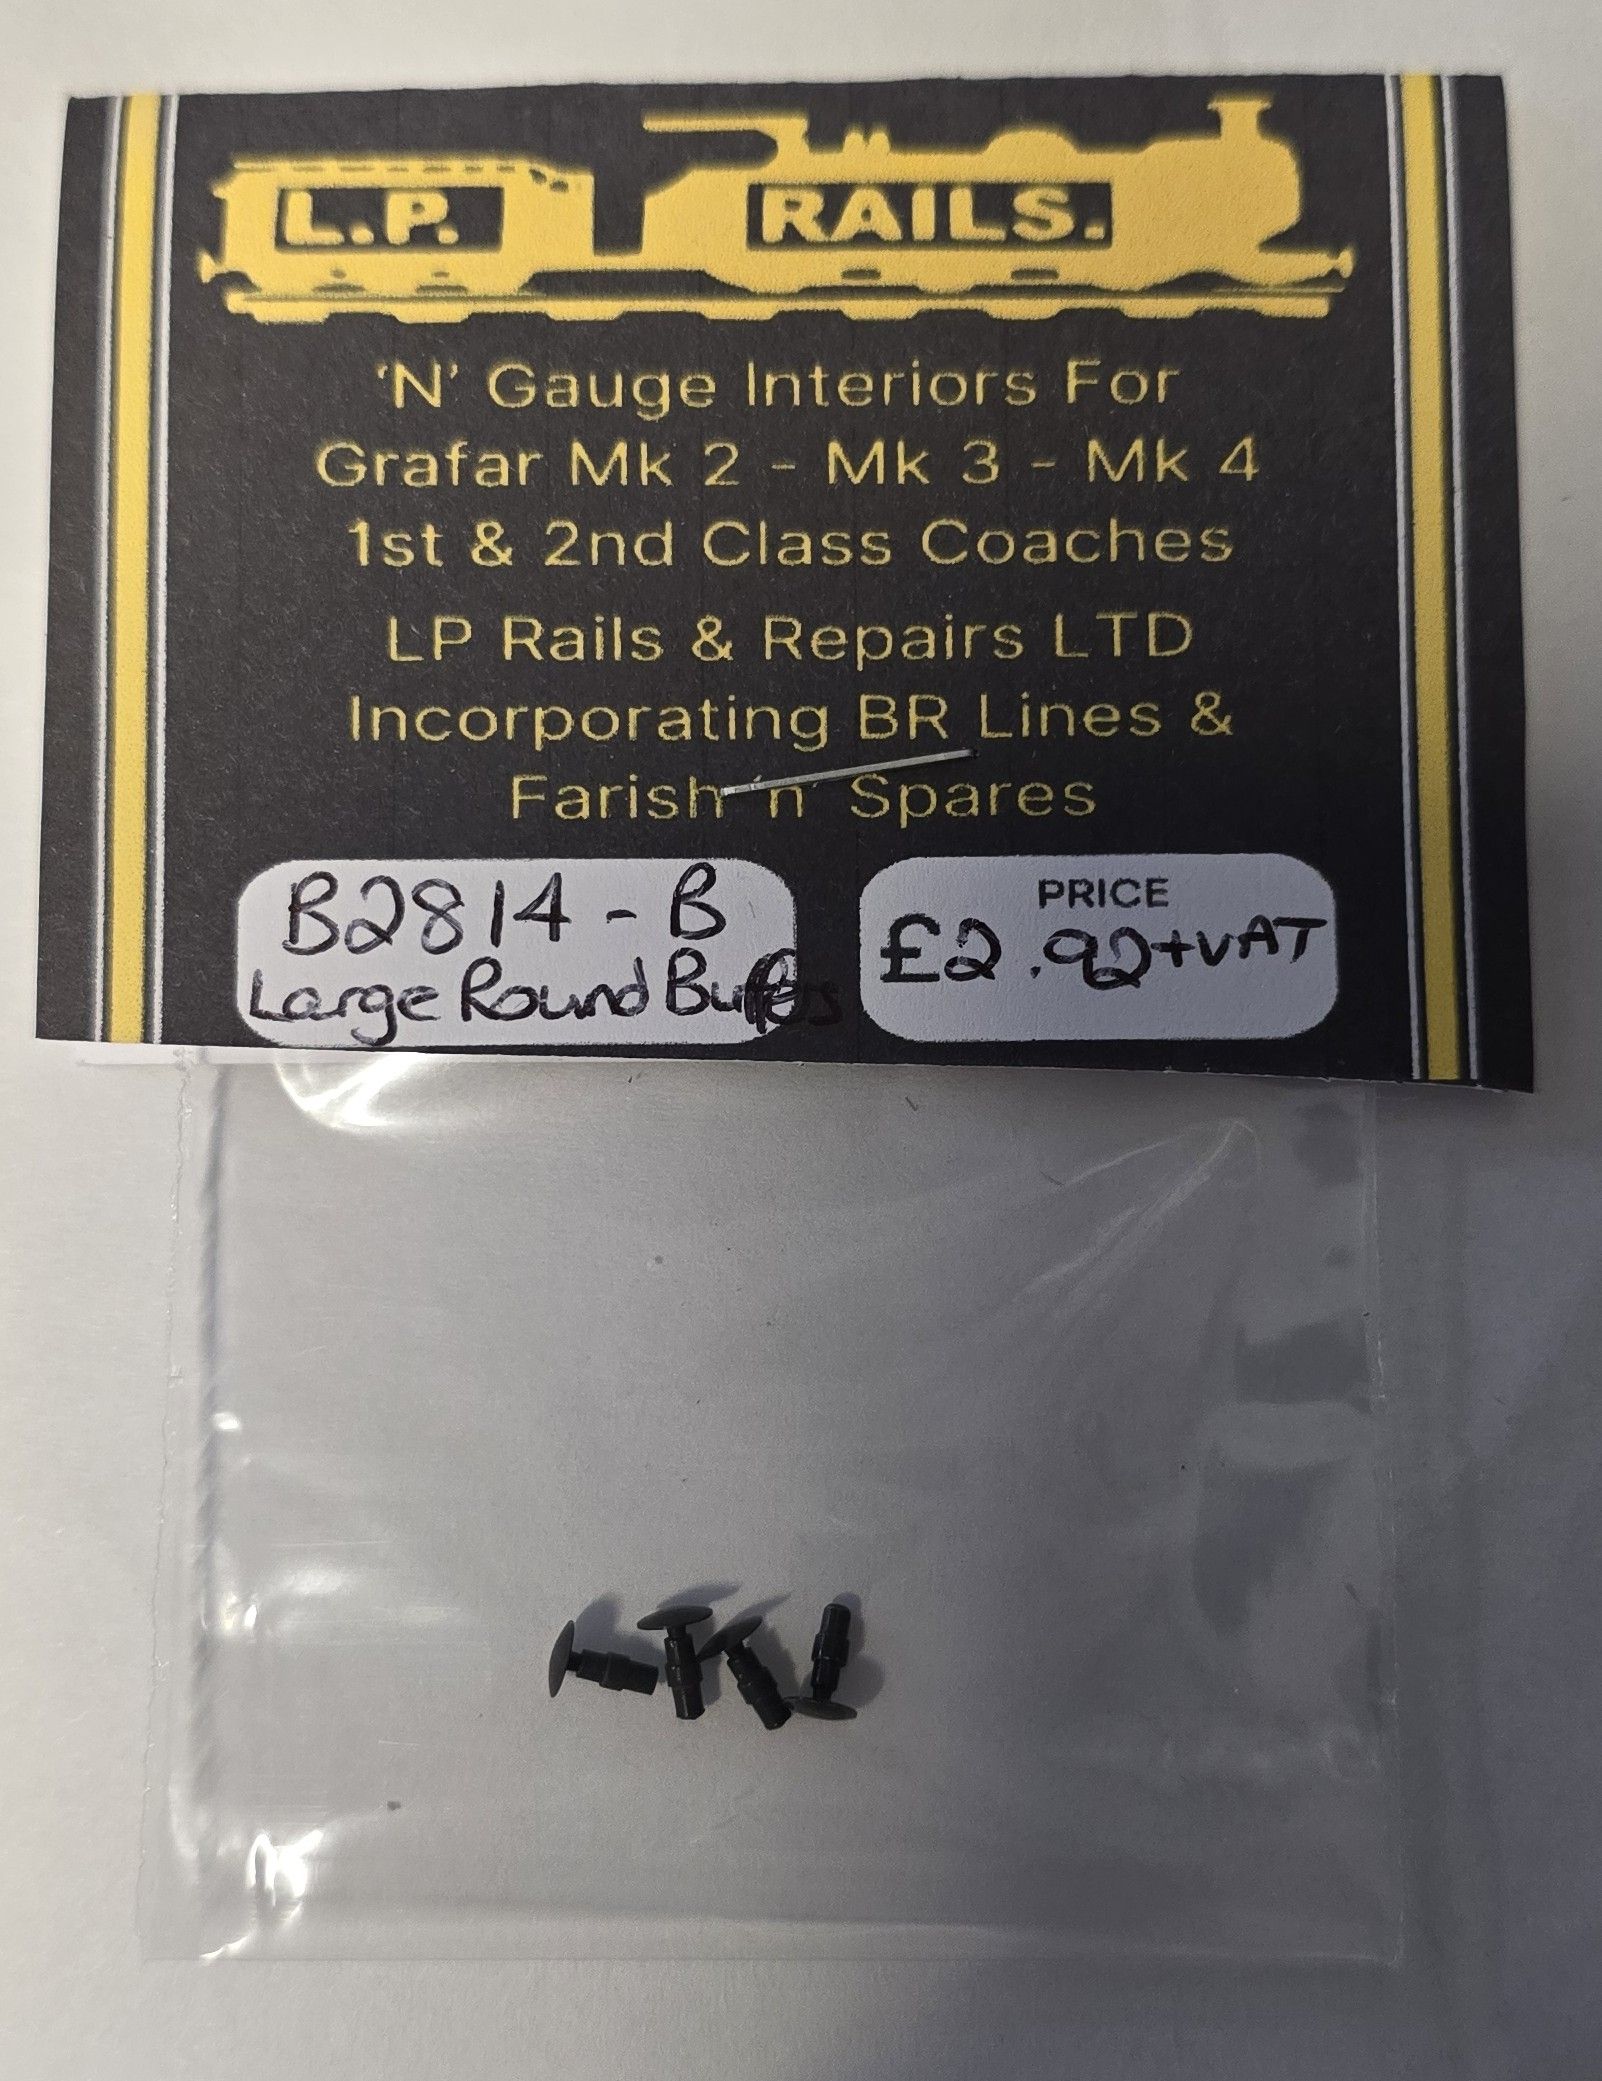 L.P. RAILS.
'N' Gauge Interiors For
Grafar Mk 2 - Mk 3 - Mk 4
1st & 2nd Class Coaches
LP Rails & Repairs LTD
Incorporating BR Lines &
Farish 'n' Spares
B2814 - B
Large Round Buffers
PRICE
£2.92+VAT